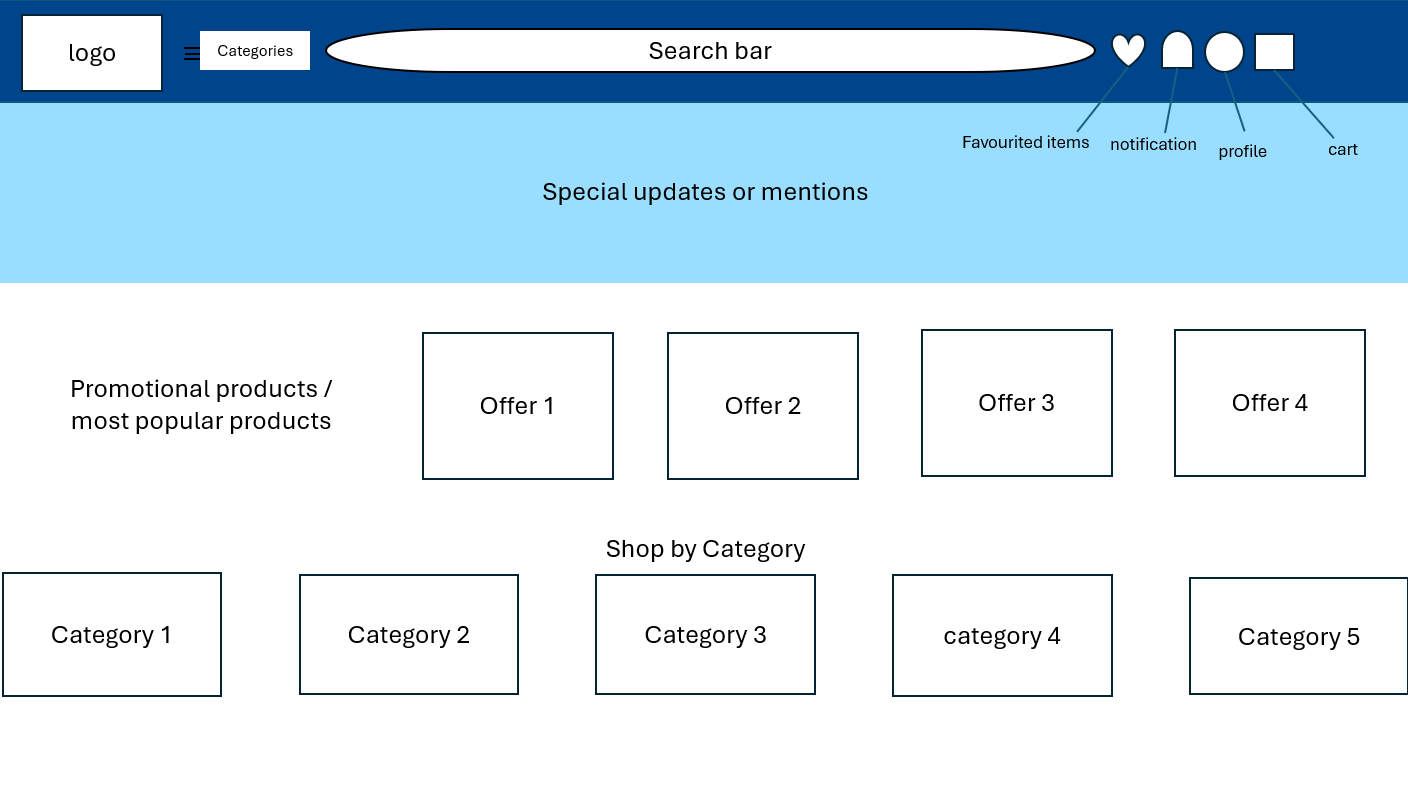 logo
Categories
Search bar
Favourited items
notification
profile
cart
Special updates or mentions
Promotional products /
most popular products
Offer 1
Offer 2
Offer 3
Offer 4
Shop by Category
Category 1
Category 2
Category 3
category 4
Category 5